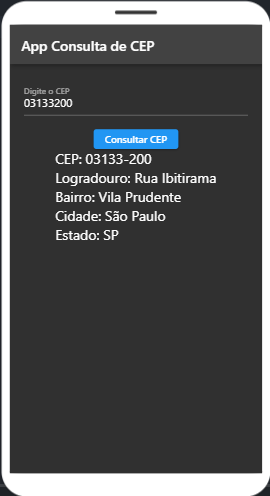 App Consulta de CEP
Digite o CEP
03133200
Consultar CEP
CEP: 03133-200
Logradouro: Rua Ibitirama
Bairro: Vila Prudente
Cidade: São Paulo
Estado: SP